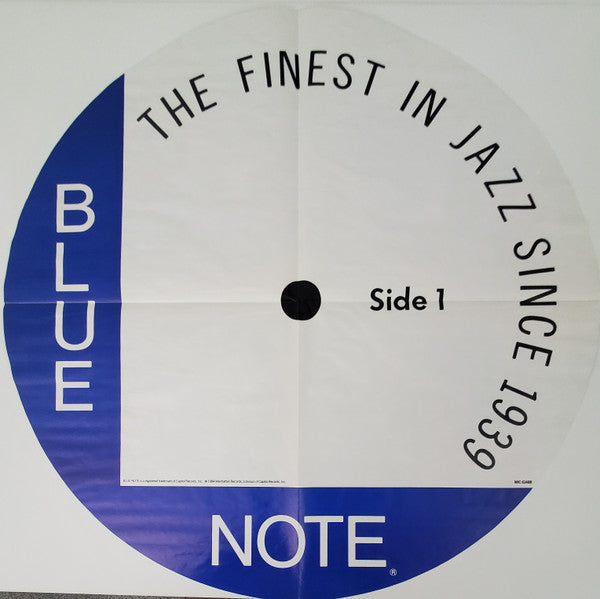 THE FINEST IN JAZZ SINCE 1939
BLUE
Side 1
NOTE®